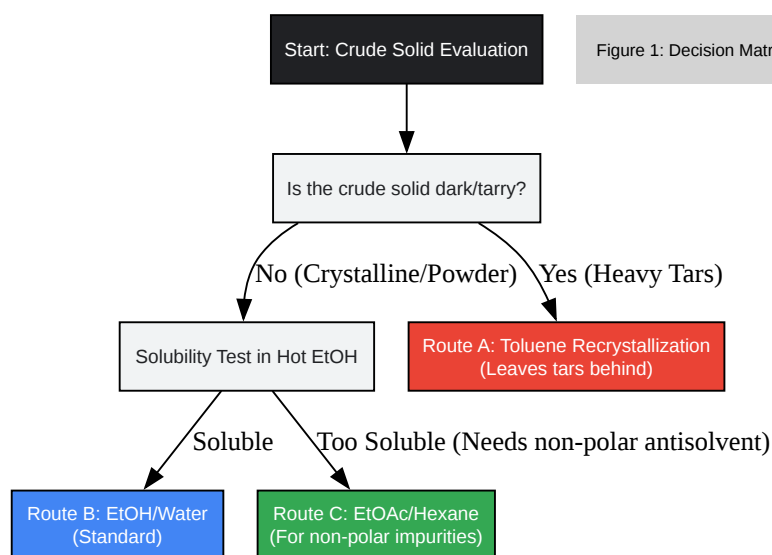 Start: Crude Solid Evaluation
Figure 1: Decision
Is the crude solid dark/tarry?
No (Crystalline/Powder)
Yes (Heavy Tars)
Solubility Test in Hot EtOH
Route A: Toluene Recrystallization
(Leaves tars behind)
Soluble
Too Soluble (Needs non-polar antisolvent)
Route B: EtOH/Water
(Standard)
Route C: EtOAc/Hexane
(For non-polar impurities)